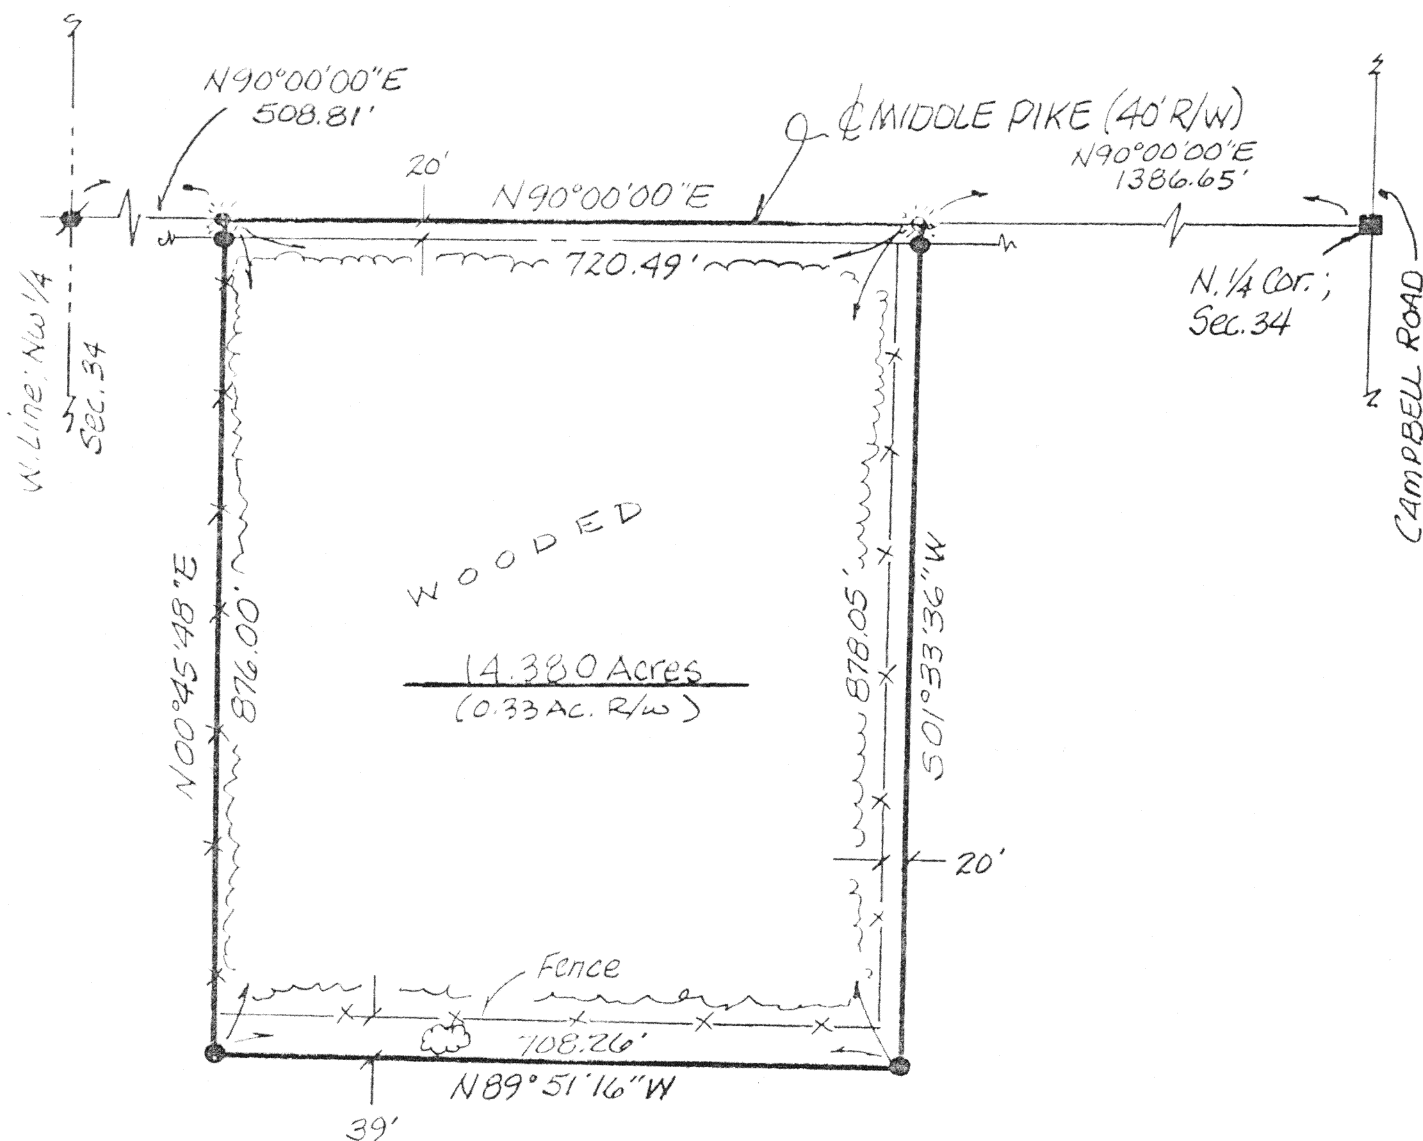 N90°00'00"E
508.81'
℄ MIDDLE PIKE (40' R/W)
N90°00'00"E
1386.65'
20'
N90°00'00"E
720.49'
N. 1/4 Cor.;
Sec. 34
CAMPBELL ROAD
W. Line; NW 1/4
Sec. 34
WOODED
14.380 Acres
(0.33 Ac. R/W)
N00°45'48"E
876.00'
878.05'
S01°33'36"W
20'
Fence
708.26'
N89°51'16"W
39'